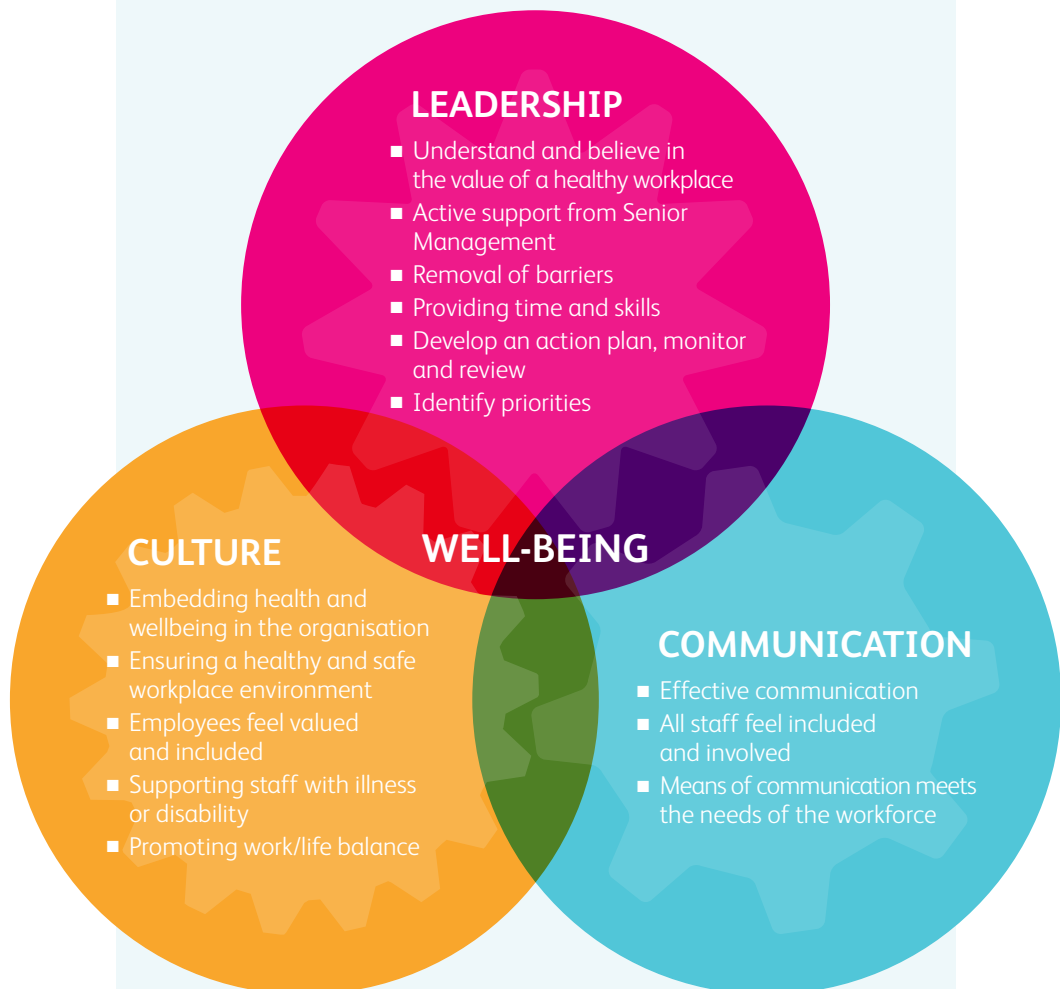 LEADERSHIP
■ Understand and believe in
the value of a healthy workplace
■ Active support from Senior
Management
■ Removal of barriers
■ Providing time and skills
■ Develop an action plan, monitor
and review
■ Identify priorities
WELL-BEING
CULTURE
■ Embedding health and
wellbeing in the organisation
■ Ensuring a healthy and safe
workplace environment
■ Employees feel valued
and included
■ Supporting staff with illness
or disability
■ Promoting work/life balance
COMMUNICATION
■ Effective communication
■ All staff feel included
and involved
■ Means of communication meets
the needs of the workforce